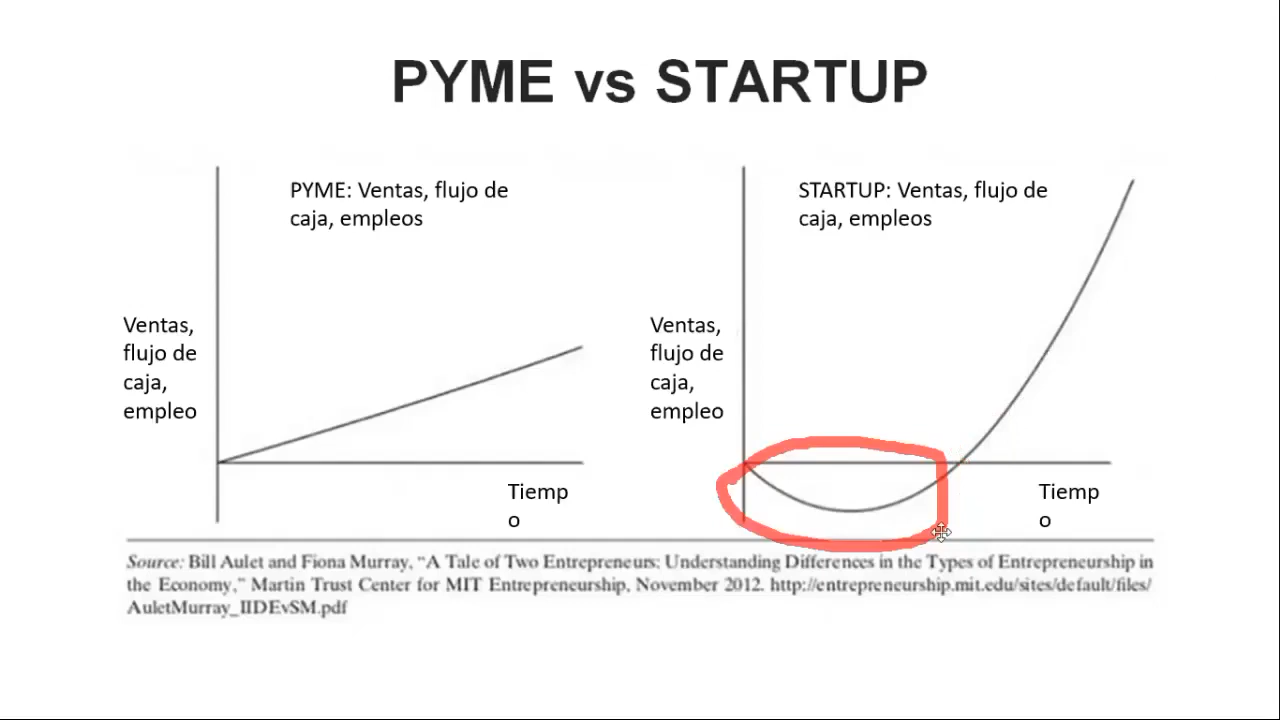 PYME vs STARTUP
PYME: Ventas, flujo de
caja, empleos
Ventas,
flujo de
caja,
empleo
Tiemp
o
STARTUP: Ventas, flujo de
caja, empleos
Ventas,
flujo de
caja,
empleo
Tiemp
o
Source: Bill Aulet and Fiona Murray, “A Tale of Two Entrepreneurs: Understanding Differences in the Types of Entrepreneurship in
the Economy,” Martin Trust Center for MIT Entrepreneurship, November 2012. http://entrepreneurship.mit.edu/sites/default/files/
AuletMurray_IIDEvSM.pdf